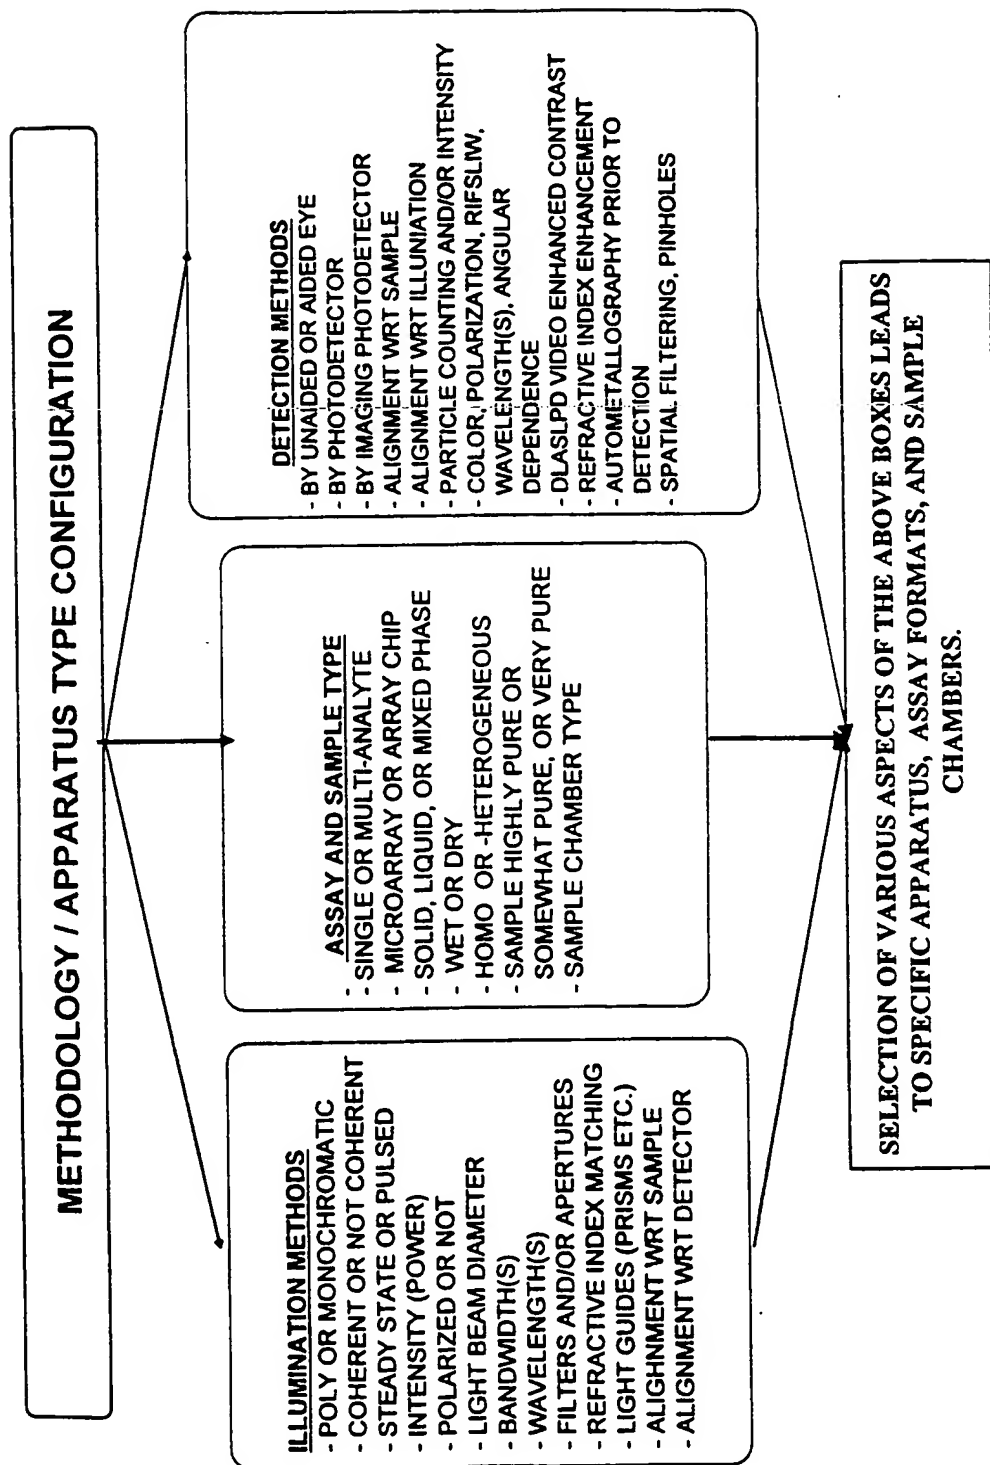 METHODOLOGY / APPARATUS TYPE CONFIGURATION
ILLUMINATION METHODS
- POLY OR MONOCHROMATIC
- COHERENT OR NOT COHERENT
- STEADY STATE OR PULSED
- INTENSITY (POWER)
- POLARIZED OR NOT
- LIGHT BEAM DIAMETER
- BANDWIDTH(S)
- WAVELENGTH(S)
- FILTERS AND/OR APERTURES
- REFRACTIVE INDEX MATCHING
- LIGHT GUIDES (PRISMS ETC.)
- ALIGHNMENT WRT SAMPLE
- ALIGNMENT WRT DETECTOR
ASSAY AND SAMPLE TYPE
- SINGLE OR MULTI-ANALYTE
- MICROARRAY OR ARRAY CHIP
- SOLID, LIQUID, OR MIXED PHASE
- WET OR DRY
- HOMO OR -HETEROGENEOUS
- SAMPLE HIGHLY PURE OR
SOMEWHAT PURE, OR VERY PURE
- SAMPLE CHAMBER TYPE
DETECTION METHODS
- BY UNAIDED OR AIDED EYE
- BY PHOTODETECTOR
- BY IMAGING PHOTODETECTOR
- ALIGNMENT WRT SAMPLE
- ALIGNMENT WRT ILLUNIATION
- PARTICLE COUNTING AND/OR INTENSITY
- COLOR, POLARIZATION, RIFSLIW,
WAVELENGTH(S), ANGULAR
DEPENDENCE
- DLASLPD VIDEO ENHANCED CONTRAST
- REFRACTIVE INDEX ENHANCEMENT
- AUTOMETALLOGRAPHY PRIOR TO
DETECTION
- SPATIAL FILTERING, PINHOLES
SELECTION OF VARIOUS ASPECTS OF THE ABOVE BOXES LEADS
TO SPECIFIC APPARATUS, ASSAY FORMATS, AND SAMPLE
CHAMBERS.